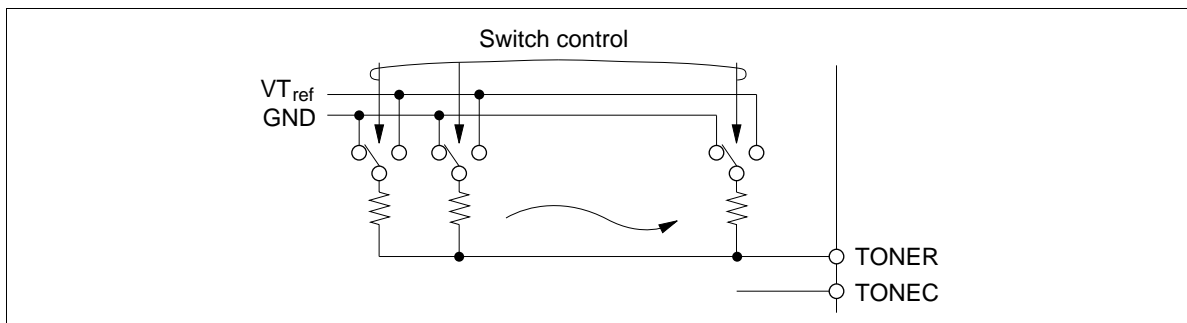 Switch control
VTref
GND
TONER
TONEC